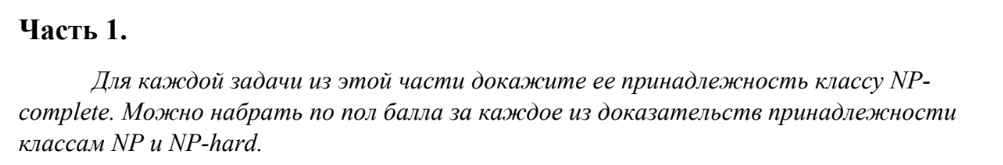 Часть 1.
Для каждой задачи из этой части докажите ее принадлежность классу NP-
complete. Можно набрать по пол балла за каждое из доказательств принадлежности
классам NP и NP-hard.